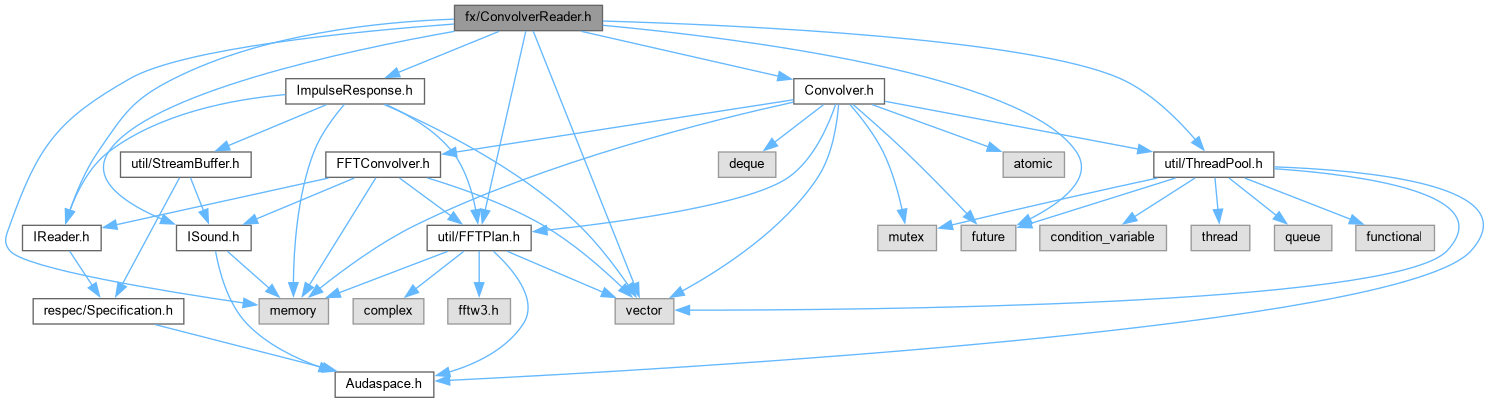 fx/ConvolverReader.h
ImpulseResponse.h
Convolver.h
util/StreamBuffer.h
FFTConvolver.h
deque
atomic
util/ThreadPool.h
IReader.h
ISound.h
util/FFTPlan.h
mutex
future
condition_variable
thread
queue
functional
respec/Specification.h
memory
complex
fftw3.h
vector
Audaspace.h